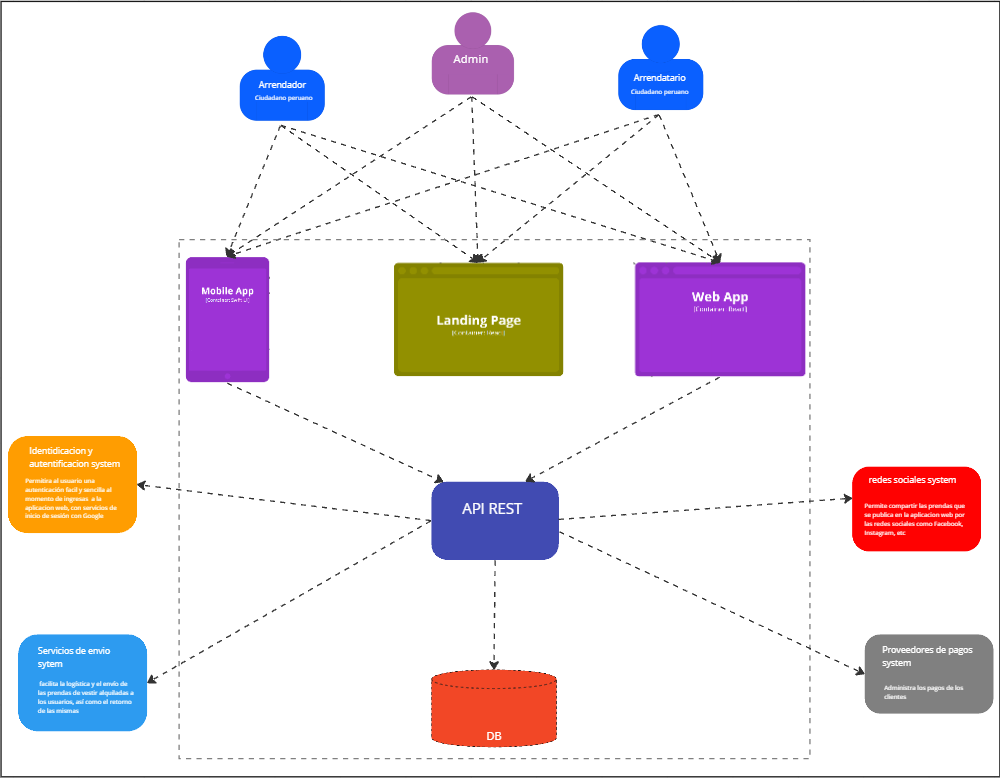 Admin
Arrendador
Ciudadano peruano
Arrendatario
Ciudadano peruano
Mobile App
[Container: Swift UI]
Landing Page
[Container: React]
Web App
[Container: React]
Identidicacion y
autentificacion system
Permitira al usuario una
autenticación facil y sencilla al
momento de ingresas a la
aplicacion web, con servicios de
inicio de sesión con Google
API REST
redes sociales system
Permite compartir las prendas que
se publica en la aplicacion web por
las redes sociales como Facebook,
Instagram, etc
Servicios de envio
sytem
Facilita la logística y el envío de
las prendas de vestir alquiladas a
los usuarios, así como el retorno
de las mismas
Proveedores de pagos
system
Administra los pagos de los
clientes
DB